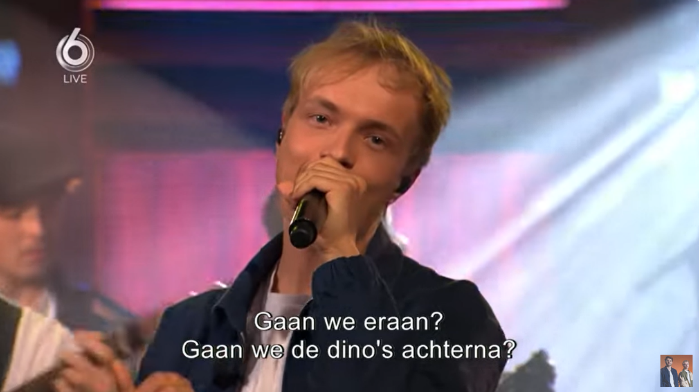 6
LIVE
Gaan we eraan?
Gaan we de dino's achterna?